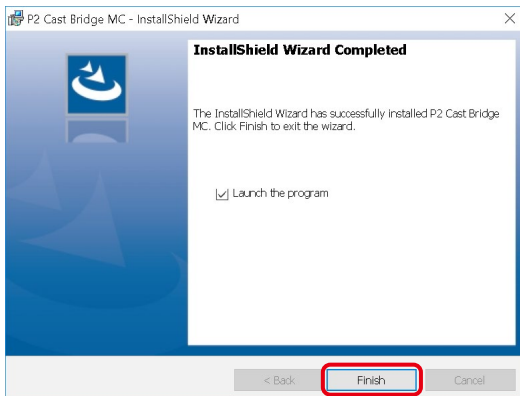 P2 Cast Bridge MC - InstallShield Wizard
InstallShield Wizard Completed
The InstallShield Wizard has successfully installed P2 Cast Bridge
MC. Click Finish to exit the wizard.
Launch the program
< Back Finish Cancel